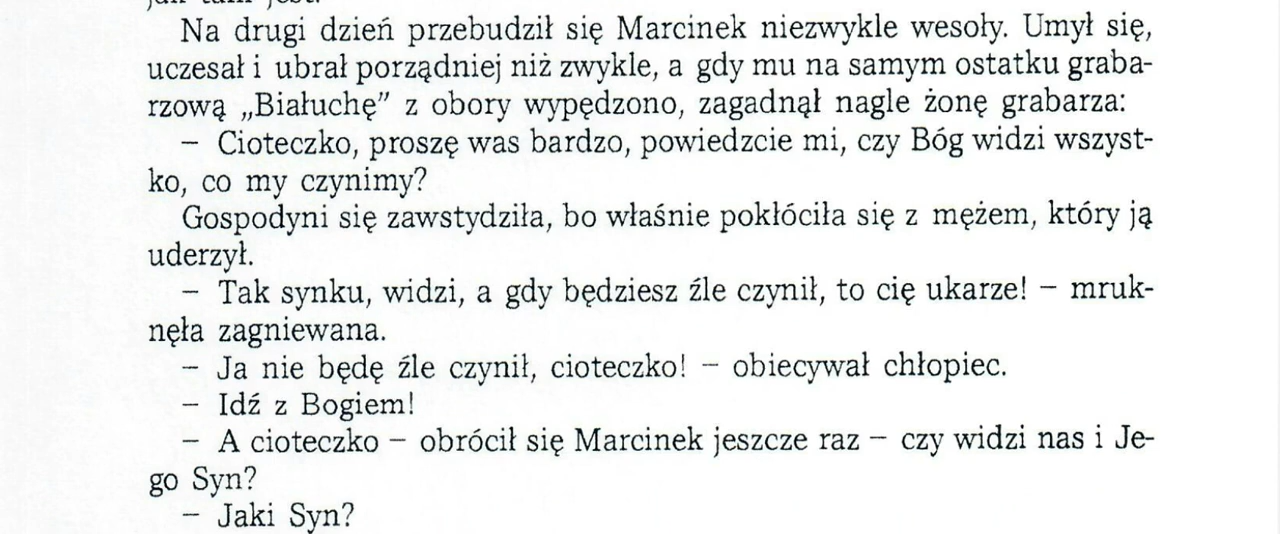 Na drugi dzień przebudził się Marcinek niezwykle wesoły. Umył się,
uczesał i ubrał porządniej niż zwykle, a gdy mu na samym ostatku graba-
rzową „Białuchę” z obory wypędzono, zagadnął nagle żonę grabarza:
– Cioteczko, proszę was bardzo, powiedzcie mi, czy Bóg widzi wszyst-
ko, co my czynimy?
Gospodyni się zawstydziła, bo właśnie pokłóciła się z mężem, który ją
uderzył.
– Tak synku, widzi, a gdy będziesz źle czynił, to cię ukarze! – mruk-
nęła zagniewana.
– Ja nie będę źle czynił, cioteczko! – obiecywał chłopiec.
– Idź z Bogiem!
– A cioteczko – obrócił się Marcinek jeszcze raz – czy widzi nas i Je-
go Syn?
– Jaki Syn?